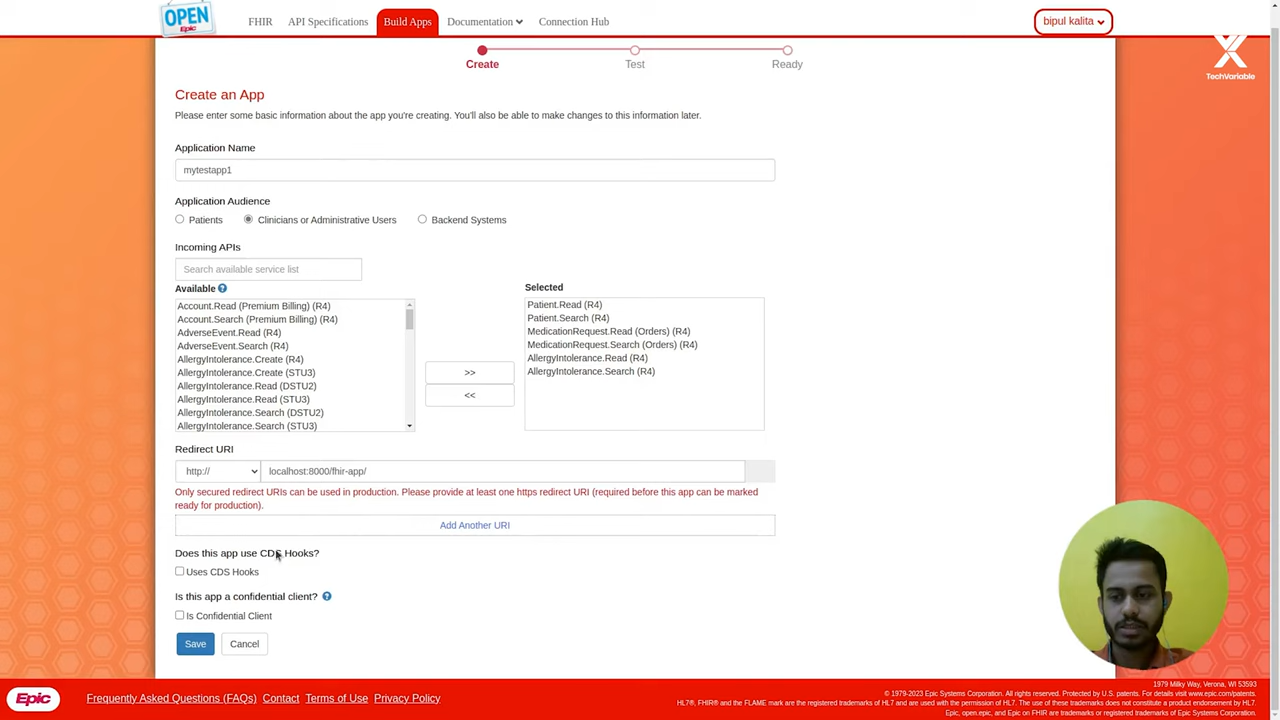 OPEN
Epic
FHIR
API Specifications
Build Apps
Documentation
Connection Hub
bipul kalita
TechVariable
Create
Test
Ready
Create an App
Please enter some basic information about the app you're creating. You'll also be able to make changes to this information later.
Application Name
mytestapp1
Application Audience
Patients
Clinicians or Administrative Users
Backend Systems
Incoming APIs
Search available service list
Available ?
Account.Read (Premium Billing) (R4)
Account.Search (Premium Billing) (R4)
AdverseEvent.Read (R4)
AdverseEvent.Search (R4)
AllergyIntolerance.Create (R4)
AllergyIntolerance.Create (STU3)
AllergyIntolerance.Read (DSTU2)
AllergyIntolerance.Read (STU3)
AllergyIntolerance.Search (DSTU2)
AllergyIntolerance.Search (STU3)
>>
<<
Selected
Patient.Read (R4)
Patient.Search (R4)
MedicationRequest.Read (Orders) (R4)
MedicationRequest.Search (Orders) (R4)
AllergyIntolerance.Read (R4)
AllergyIntolerance.Search (R4)
Redirect URI
http://
localhost:8000/fhir-app/
Only secured redirect URIs can be used in production. Please provide at least one https redirect URI (required before this app can be marked
ready for production).
Add Another URI
Does this app use CDS Hooks?
Uses CDS Hooks
Is this app a confidential client? ?
Is Confidential Client
Save
Cancel
Epic
Frequently Asked Questions (FAQs)
Contact
Terms of Use
Privacy Policy
1979 Milky Way, Verona, WI 53593
© 1979-2023 Epic Systems Corporation. All rights reserved. Protected by U.S. patents. For details visit www.epic.com/patents.
HL7®, FHIR® and the FLAME mark are the registered trademarks of HL7 and are used with the permission of HL7. The use of these trademarks does not constitute a product endorsement by HL7.
Epic, open.epic, and Epic on FHIR are trademarks or registered trademarks of Epic Systems Corporation.